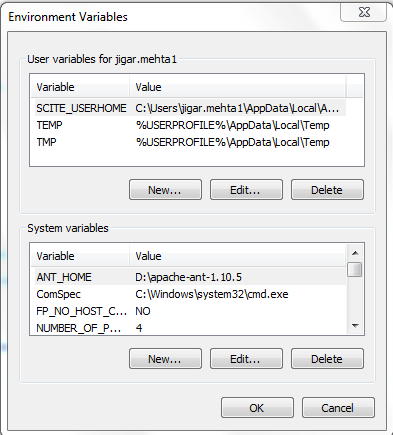 Environment Variables
User variables for jigar.mehta1
Variable Value
SCITE_USERHOME C:\Users\jigar.mehta1\AppData\Local\A...
TEMP %USERPROFILE%\AppData\Local\Temp
TMP %USERPROFILE%\AppData\Local\Temp
New... Edit... Delete
System variables
Variable Value
ANT_HOME D:\apache-ant-1.10.5
ComSpec C:\Windows\system32\cmd.exe
FP_NO_HOST_C... NO
NUMBER_OF_P... 4
New... Edit... Delete
OK Cancel